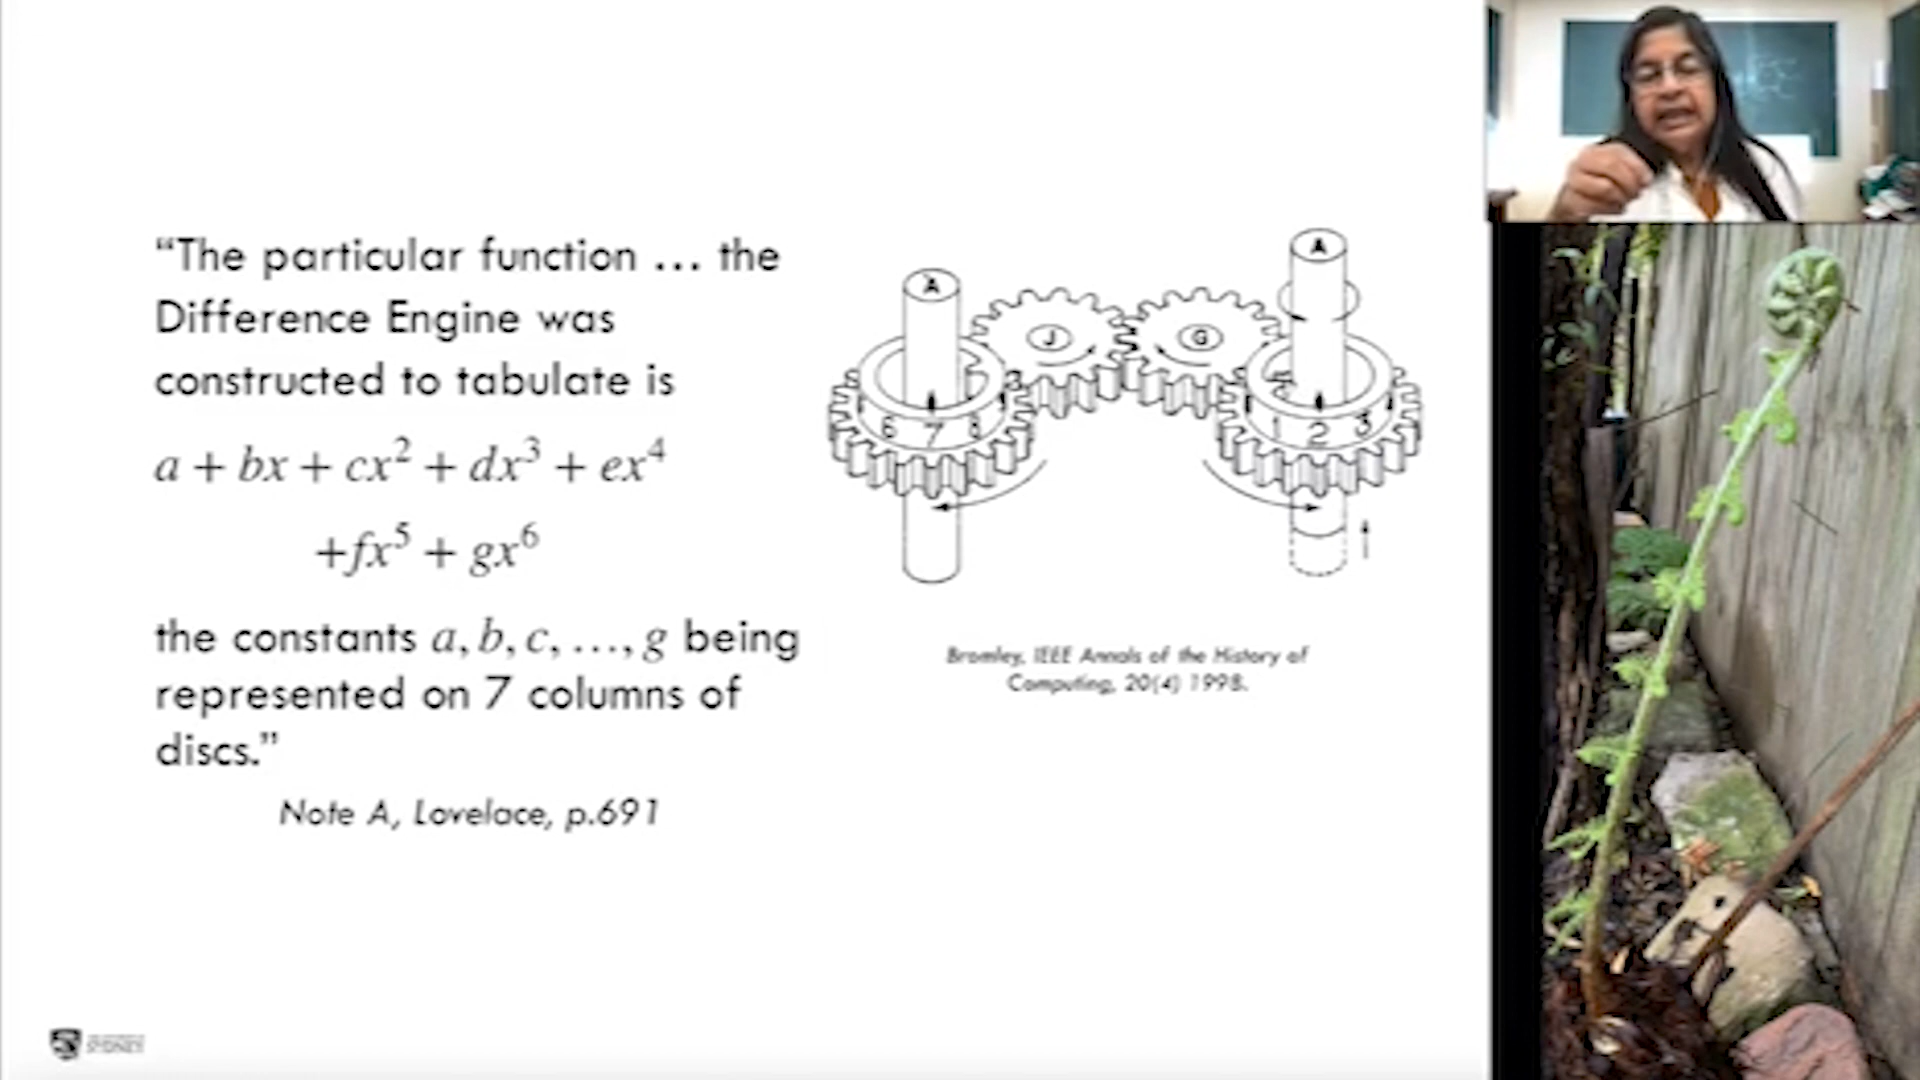 “The particular function … the
Difference Engine was
constructed to tabulate is
a + bx + cx² + dx³ + ex⁴
+fx⁵ + gx⁶
the constants a, b, c, …, g being
represented on 7 columns of
discs.”
Note A, Lovelace, p.691
A
A
J
G
6 7 8
1 2 3
Bromley, IEEE Annals of the History of
Computing, 20(4) 1998.
SYDNEY